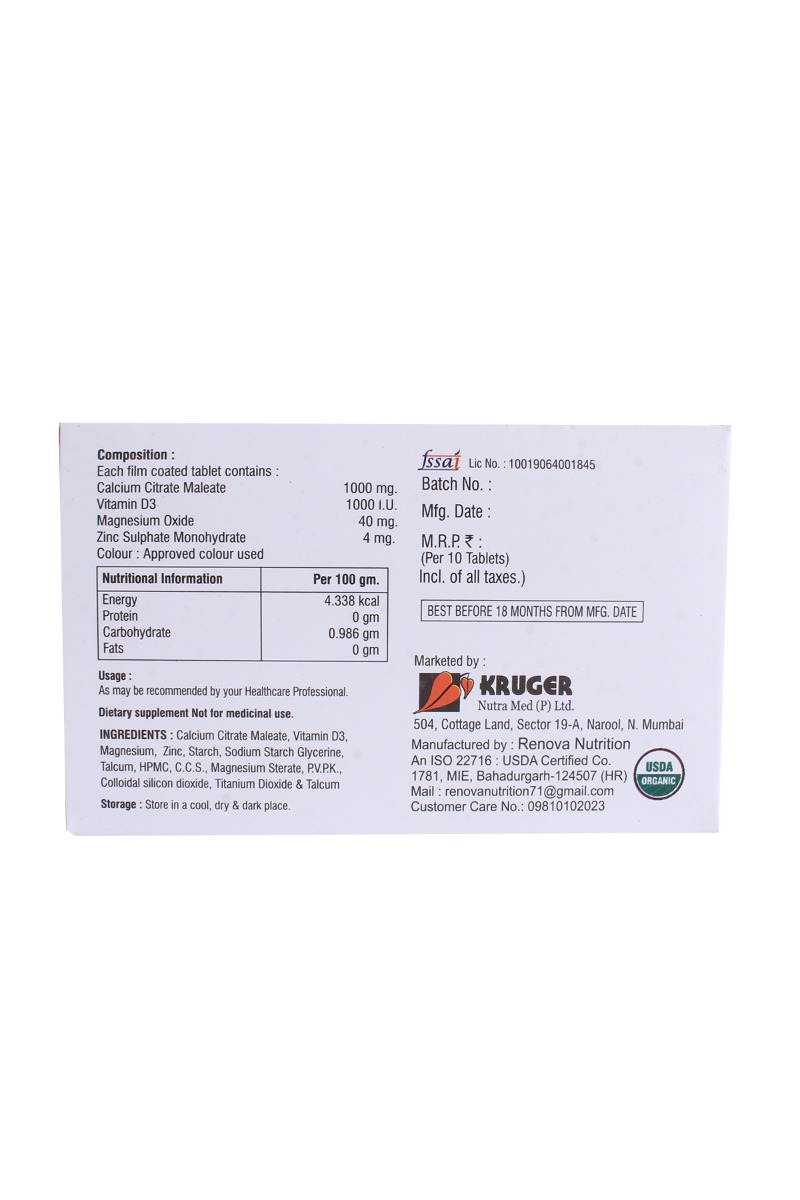 Composition :
Each film coated tablet contains :
Calcium Citrate Maleate 1000 mg.
Vitamin D3 1000 I.U.
Magnesium Oxide 40 mg.
Zinc Sulphate Monohydrate 4 mg.
Colour : Approved colour used
Nutritional Information Per 100 gm.
Energy 4.338 kcal
Protein 0 gm
Carbohydrate 0.986 gm
Fats 0 gm
Usage :
As may be recommended by your Healthcare Professional.
Dietary supplement Not for medicinal use.
INGREDIENTS : Calcium Citrate Maleate, Vitamin D3,
Magnesium, Zinc, Starch, Sodium Starch Glycerine,
Talcum, HPMC, C.C.S., Magnesium Sterate, P.V.P.K.,
Colloidal silicon dioxide, Titanium Dioxide & Talcum
Storage : Store in a cool, dry & dark place.
fssai Lic No. : 10019064001845
Batch No. :
Mfg. Date :
M.R.P. ₹ :
(Per 10 Tablets)
Incl. of all taxes.)
BEST BEFORE 18 MONTHS FROM MFG. DATE
Marketed by :
KRUGER
Nutra Med (P) Ltd.
504, Cottage Land, Sector 19-A, Narool, N. Mumbai
Manufactured by : Renova Nutrition
An ISO 22716 : USDA Certified Co.
1781, MIE, Bahadurgarh-124507 (HR)
Mail : renovanutrition71@gmail.com
Customer Care No.: 09810102023
USDA
ORGANIC